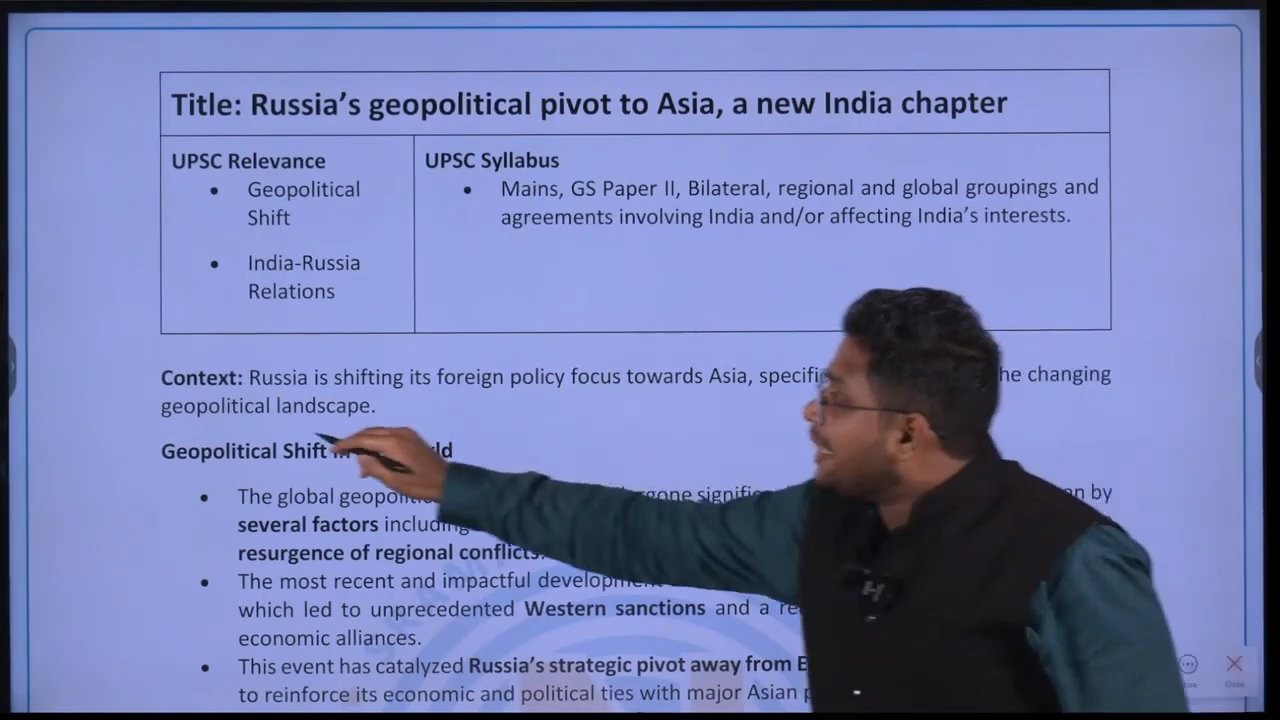 Title: Russia's geopolitical pivot to Asia, a new India chapter
UPSC Relevance
• Geopolitical
Shift
• India-Russia
Relations
UPSC Syllabus
• Mains, GS Paper II, Bilateral, regional and global groupings and
agreements involving India and/or affecting India's interests.
Context: Russia is shifting its foreign policy focus towards Asia, he changing
geopolitical landscape.
Geopolitical Shift
• The global
several factors including
resurgence of regional conflicts.
• The most recent and impactful
which led to unprecedented Western sanctions and a
economic alliances.
• This event has catalyzed Russia's strategic pivot away from
to reinforce its economic and political ties with major Asian
Close